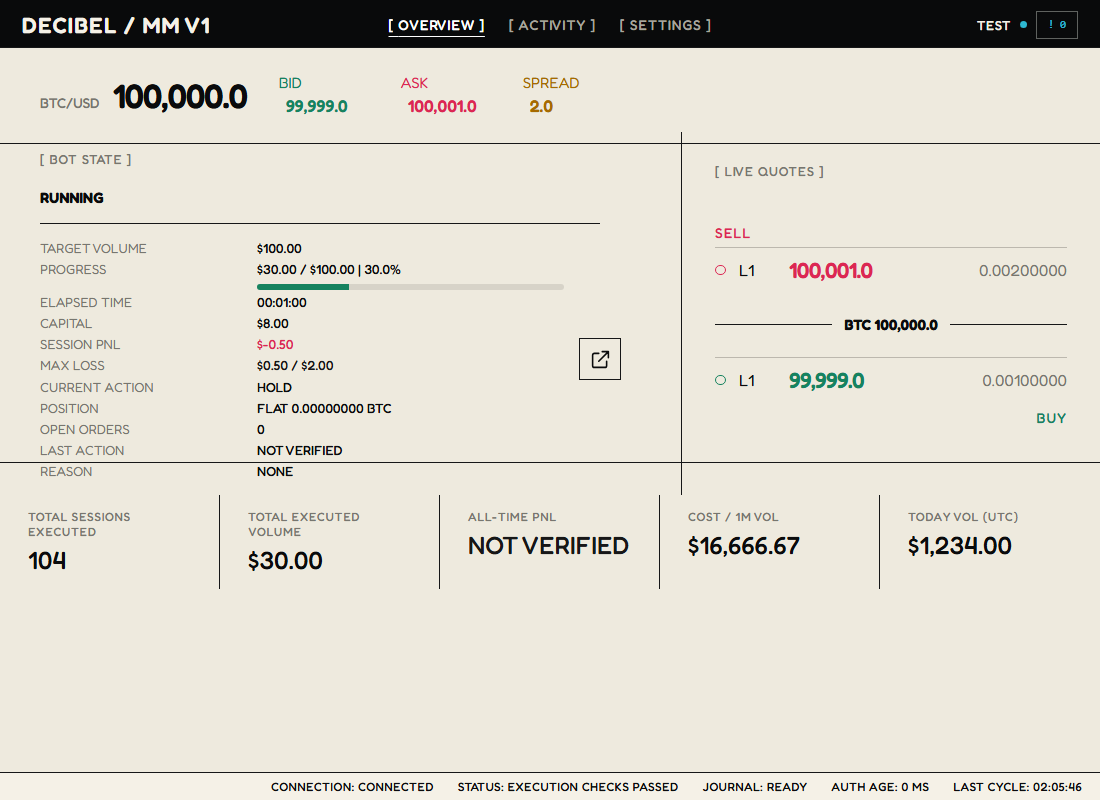 DECIBEL / MM V1
[ OVERVIEW ] [ ACTIVITY ] [ SETTINGS ]
TEST ! 0
BTC/USD 100,000.0
BID
99,999.0
ASK
100,001.0
SPREAD
2.0
[ BOT STATE ]
RUNNING
TARGET VOLUME $100.00
PROGRESS $30.00 / $100.00 | 30.0%
ELAPSED TIME 00:01:00
CAPITAL $8.00
SESSION PNL $-0.50
MAX LOSS $0.50 / $2.00
CURRENT ACTION HOLD
POSITION FLAT 0.00000000 BTC
OPEN ORDERS 0
LAST ACTION NOT VERIFIED
REASON NONE
[ LIVE QUOTES ]
SELL
L1 100,001.0 0.00200000
BTC 100,000.0
L1 99,999.0 0.00100000
BUY
TOTAL SESSIONS
EXECUTED
104
TOTAL EXECUTED
VOLUME
$30.00
ALL-TIME PNL
NOT VERIFIED
COST / 1M VOL
$16,666.67
TODAY VOL (UTC)
$1,234.00
CONNECTION: CONNECTED STATUS: EXECUTION CHECKS PASSED JOURNAL: READY AUTH AGE: 0 MS LAST CYCLE: 02:05:46